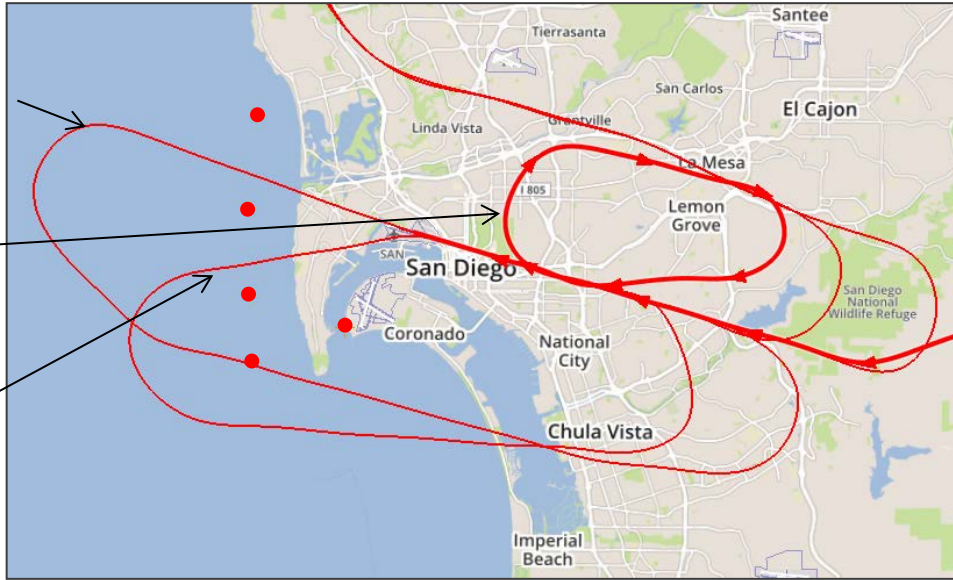 Santee
Tierrasanta
San Carlos
El Cajon
Linda Vista
Grantville
La Mesa
I 805
Lemon
Grove
SAN
San Diego
San Diego
National
Wildlife Refuge
Coronado
National
City
Chula Vista
Imperial
Beach